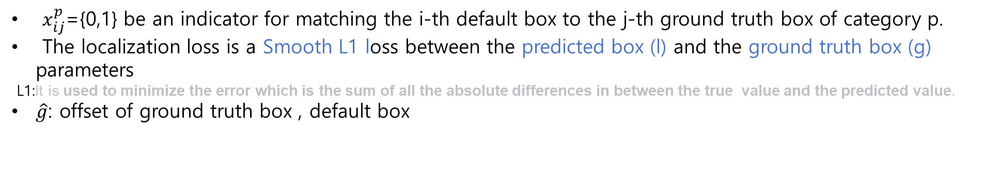 • x_{ij}^{p}={0,1} be an indicator for matching the i-th default box to the j-th ground truth box of category p.
• The localization loss is a Smooth L1 loss between the predicted box (l) and the ground truth box (g)
parameters
L1:It is used to minimize the error which is the sum of all the absolute differences in between the true value and the predicted value.
• ĝ: offset of ground truth box , default box